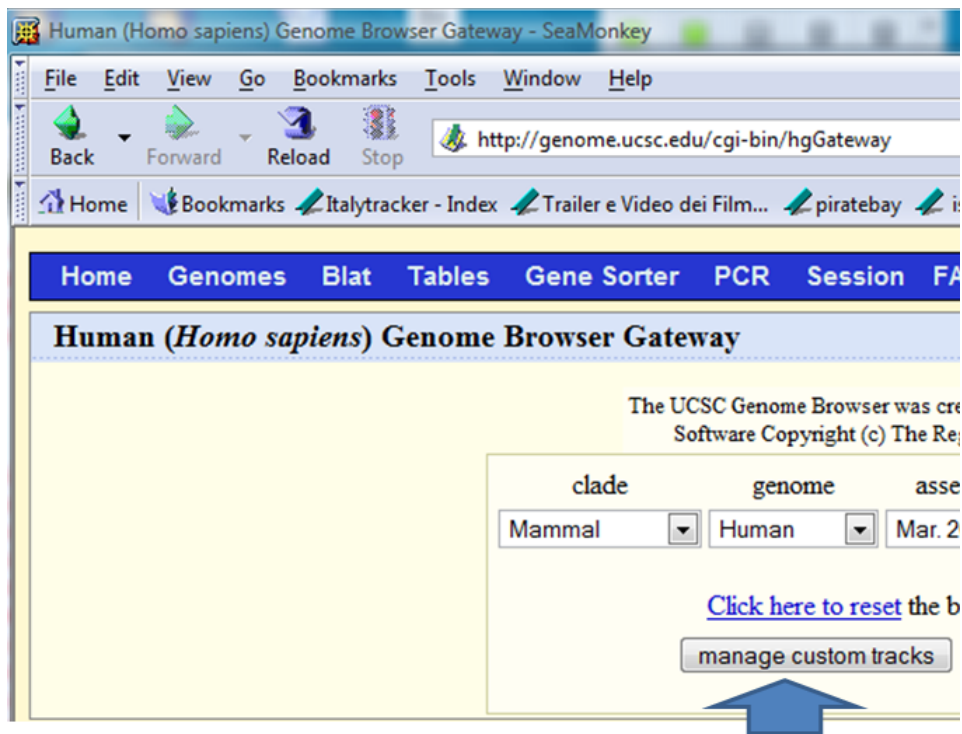 Human (Homo sapiens) Genome Browser Gateway - SeaMonkey
File Edit View Go Bookmarks Tools Window Help
Back Forward Reload Stop http://genome.ucsc.edu/cgi-bin/hgGateway
Home Bookmarks Italytracker - Index Trailer e Video dei Film... piratebay
Home Genomes Blat Tables Gene Sorter PCR Session FA
Human (Homo sapiens) Genome Browser Gateway
The UCSC Genome Browser was cre
Software Copyright (c) The Reg
clade genome asse
Mammal Human Mar. 2
Click here to reset the b
manage custom tracks